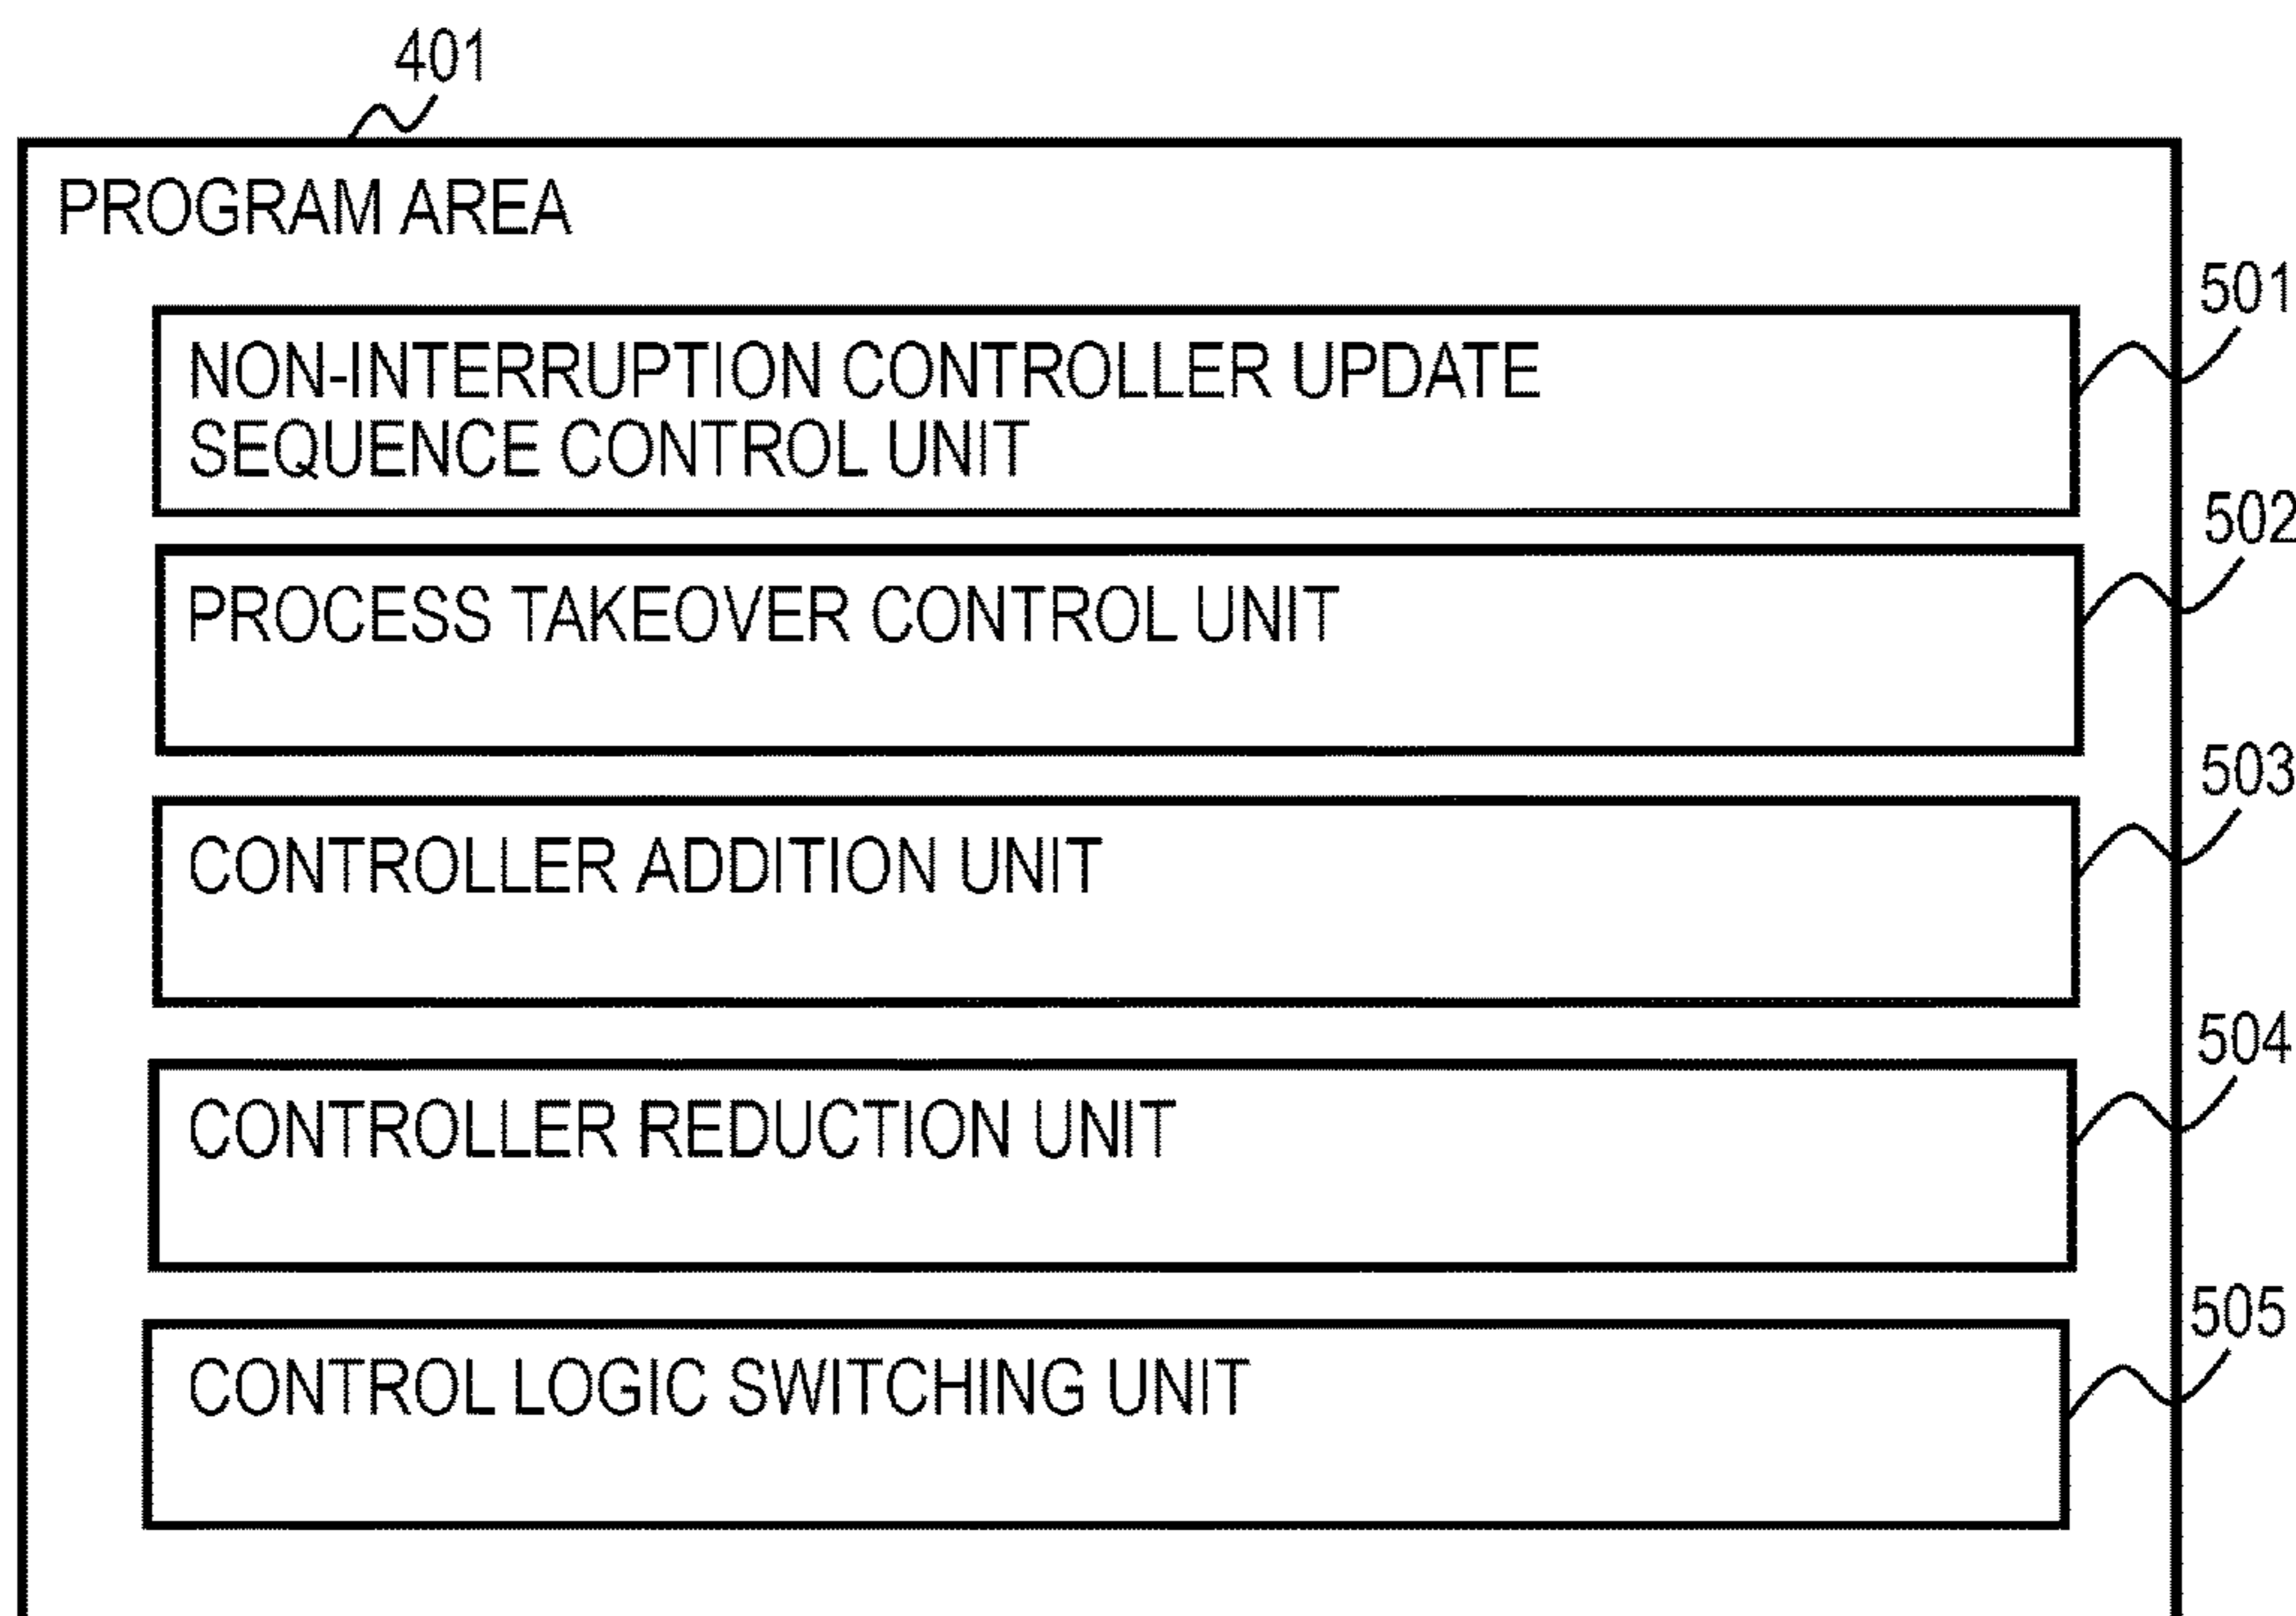 401
PROGRAM AREA
501
NON-INTERRUPTION CONTROLLER UPDATE
SEQUENCE CONTROL UNIT
502
PROCESS TAKEOVER CONTROL UNIT
503
CONTROLLER ADDITION UNIT
504
CONTROLLER REDUCTION UNIT
505
CONTROL LOGIC SWITCHING UNIT